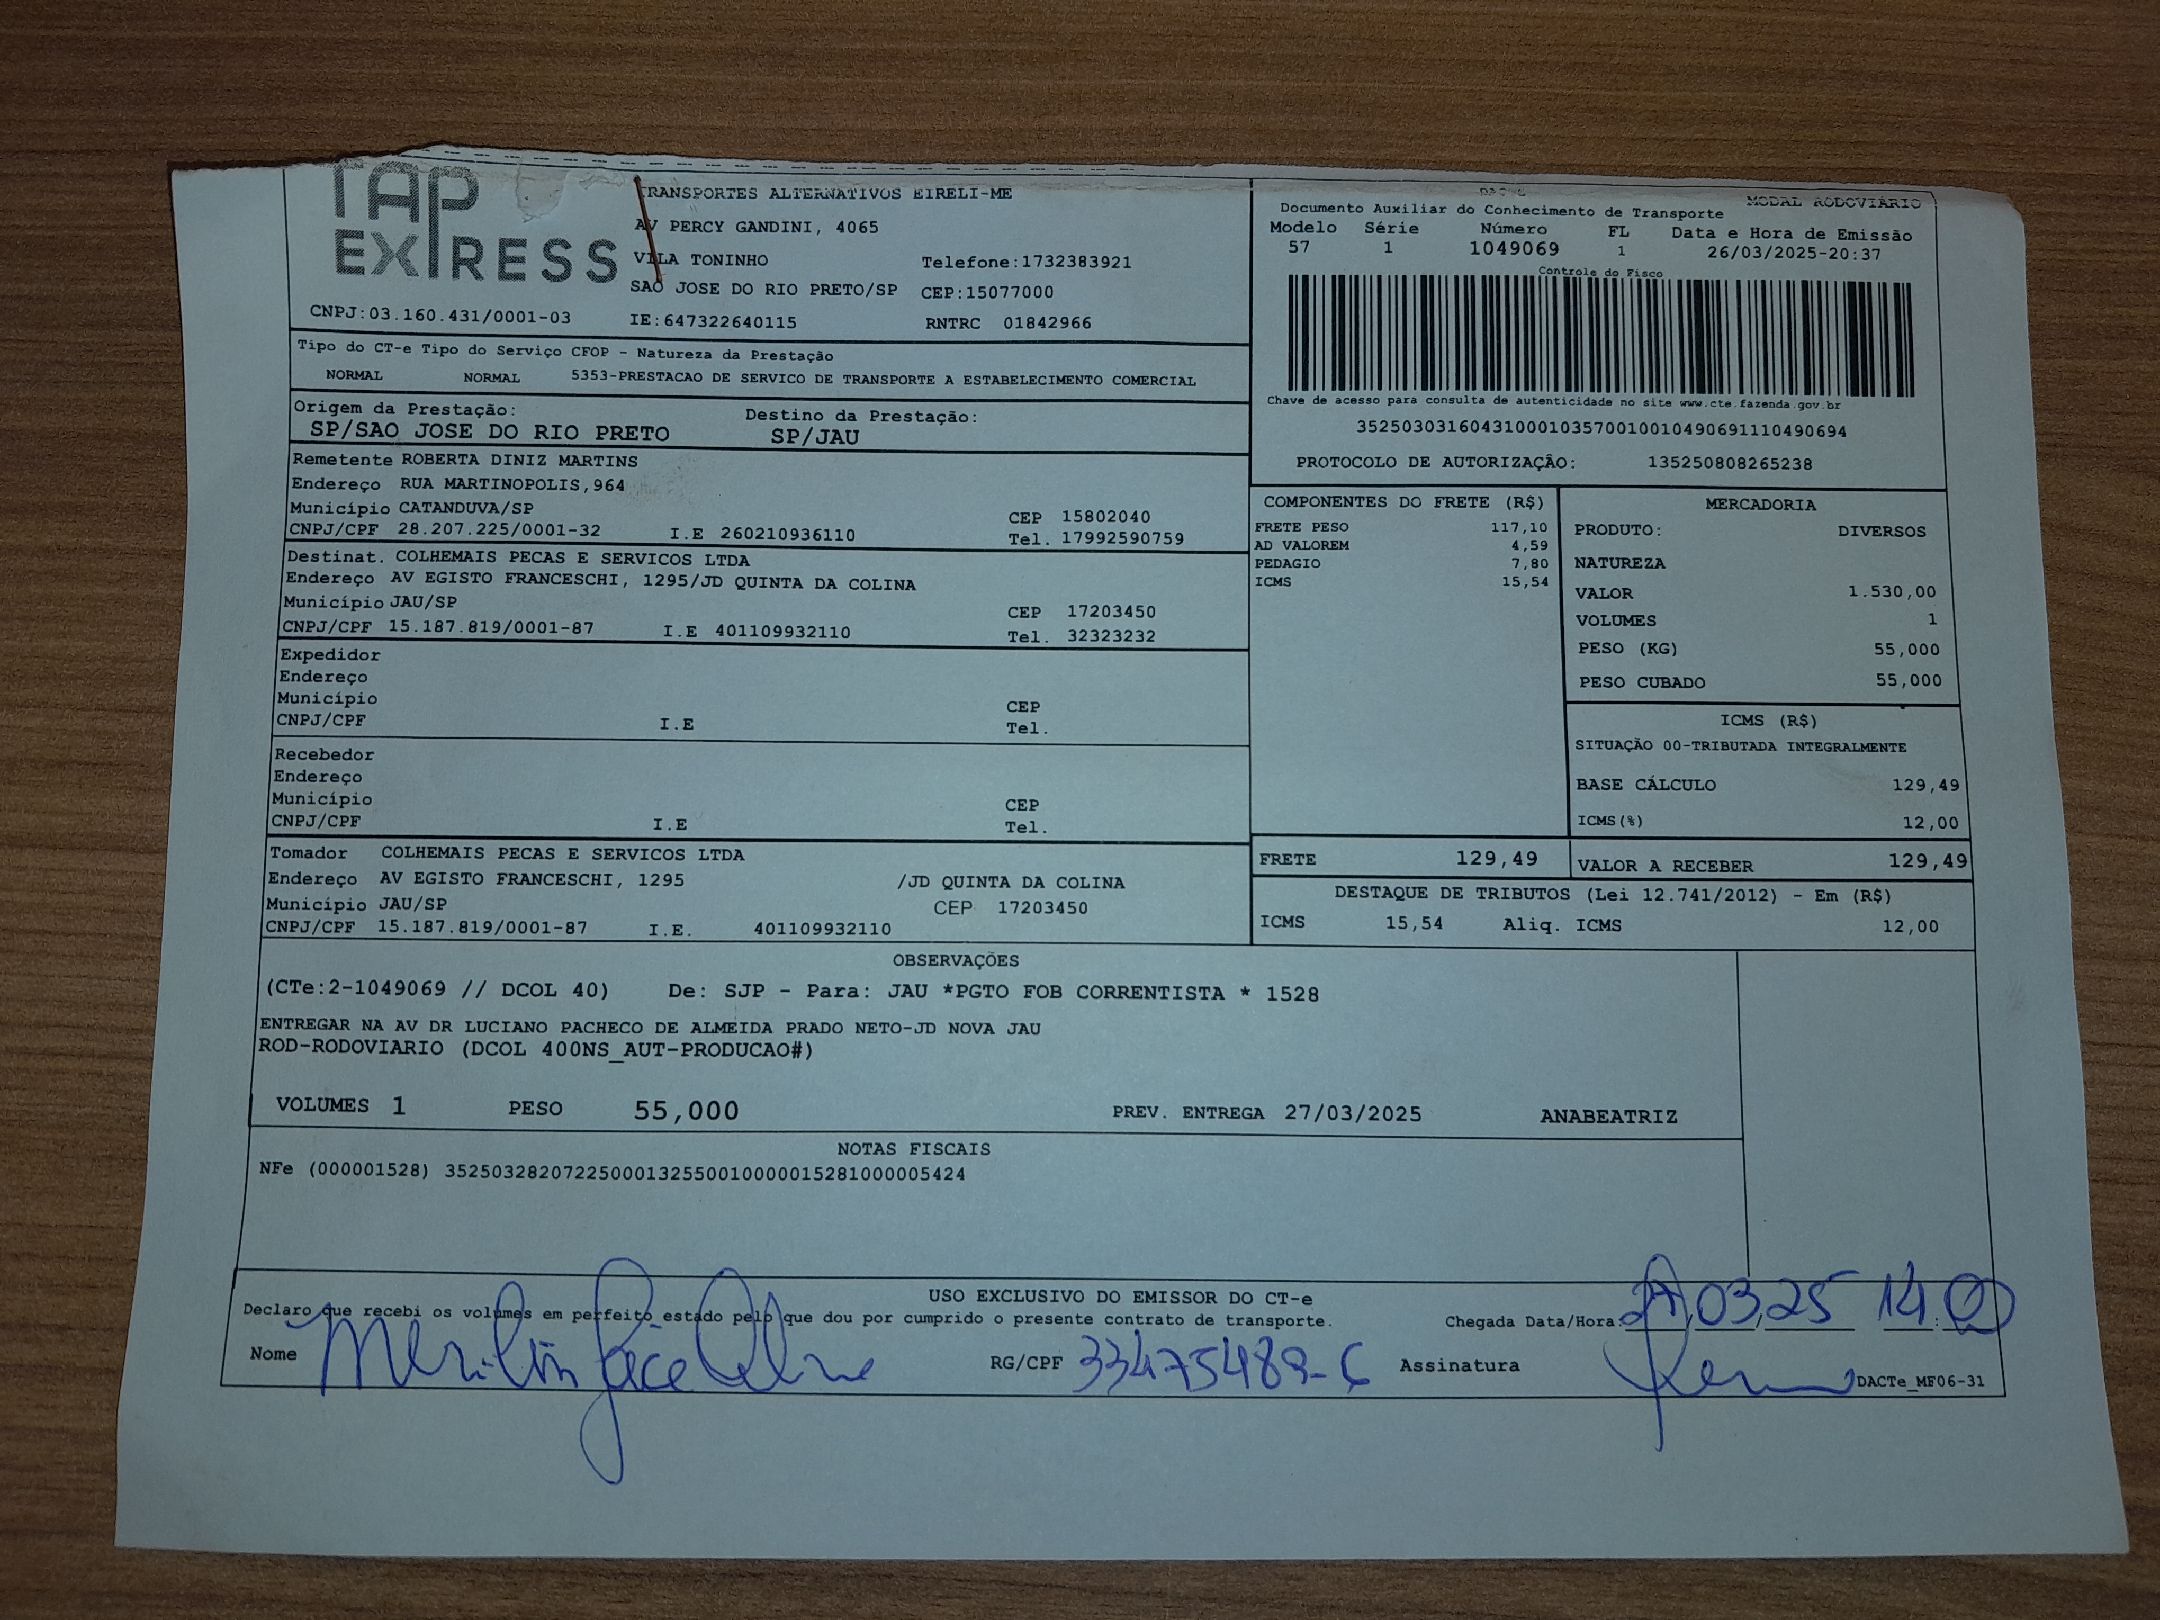 TAP
EXPRESS
TRANSPORTES ALTERNATIVOS EIRELI-ME
AV PERCY GANDINI, 4065
VILA TONINHO Telefone:1732383921
SAO JOSE DO RIO PRETO/SP CEP:15077000
CNPJ:03.160.431/0001-03 IE:647322640115 RNTRC 01842966
Tipo do CT-e Tipo do Serviço CFOP - Natureza da Prestação
NORMAL NORMAL 5353-PRESTACAO DE SERVICO DE TRANSPORTE A ESTABELECIMENTO COMERCIAL
Origem da Prestação: Destino da Prestação:
SP/SAO JOSE DO RIO PRETO SP/JAU
MODAL RODOVIÁRIO
Documento Auxiliar do Conhecimento de Transporte
Modelo Série Número FL Data e Hora de Emissão
57 1 1049069 1 26/03/2025-20:37
Controle do Fisco
Chave de acesso para consulta de autenticidade no site www.cte.fazenda.gov.br
35250303160431000103570010010490691110490694
PROTOCOLO DE AUTORIZAÇÃO: 135250808265238
Remetente ROBERTA DINIZ MARTINS
Endereço RUA MARTINOPOLIS,964
Município CATANDUVA/SP CEP 15802040
CNPJ/CPF 28.207.225/0001-32 I.E 260210936110 Tel. 17992590759
Destinat. COLHEMAIS PECAS E SERVICOS LTDA
Endereço AV EGISTO FRANCESCHI, 1295/JD QUINTA DA COLINA
Município JAU/SP CEP 17203450
CNPJ/CPF 15.187.819/0001-87 I.E 401109932110 Tel. 32323232
Expedidor
Endereço
Município CEP
CNPJ/CPF I.E Tel.
Recebedor
Endereço
Município CEP
CNPJ/CPF I.E Tel.
Tomador COLHEMAIS PECAS E SERVICOS LTDA
Endereço AV EGISTO FRANCESCHI, 1295 /JD QUINTA DA COLINA
Município JAU/SP CEP 17203450
CNPJ/CPF 15.187.819/0001-87 I.E. 401109932110
COMPONENTES DO FRETE (R$)
FRETE PESO 117,10
AD VALOREM 4,59
PEDAGIO 7,80
ICMS 15,54
MERCADORIA
PRODUTO: DIVERSOS
NATUREZA
VALOR 1.530,00
VOLUMES 1
PESO (KG) 55,000
PESO CUBADO 55,000
ICMS (R$)
SITUAÇÃO 00-TRIBUTADA INTEGRALMENTE
BASE CÁLCULO 129,49
ICMS(%) 12,00
FRETE 129,49 VALOR A RECEBER 129,49
DESTAQUE DE TRIBUTOS (Lei 12.741/2012) - Em (R$)
ICMS 15,54 Aliq. ICMS 12,00
OBSERVAÇÕES
(CTe:2-1049069 // DCOL 40) De: SJP - Para: JAU *PGTO FOB CORRENTISTA * 1528
ENTREGAR NA AV DR LUCIANO PACHECO DE ALMEIDA PRADO NETO-JD NOVA JAU
ROD-RODOVIARIO (DCOL 400NS_AUT-PRODUCAO#)
VOLUMES 1 PESO 55,000 PREV. ENTREGA 27/03/2025 ANABEATRIZ
NOTAS FISCAIS
NFe (000001528) 35250328207225000132550010000015281000005424
USO EXCLUSIVO DO EMISSOR DO CT-e
Declaro que recebi os volumes em perfeito estado pelo que dou por cumprido o presente contrato de transporte. Chegada Data/Hora: 27,03,25 14:00
Nome RG/CPF Assinatura DACTe_MF06-31